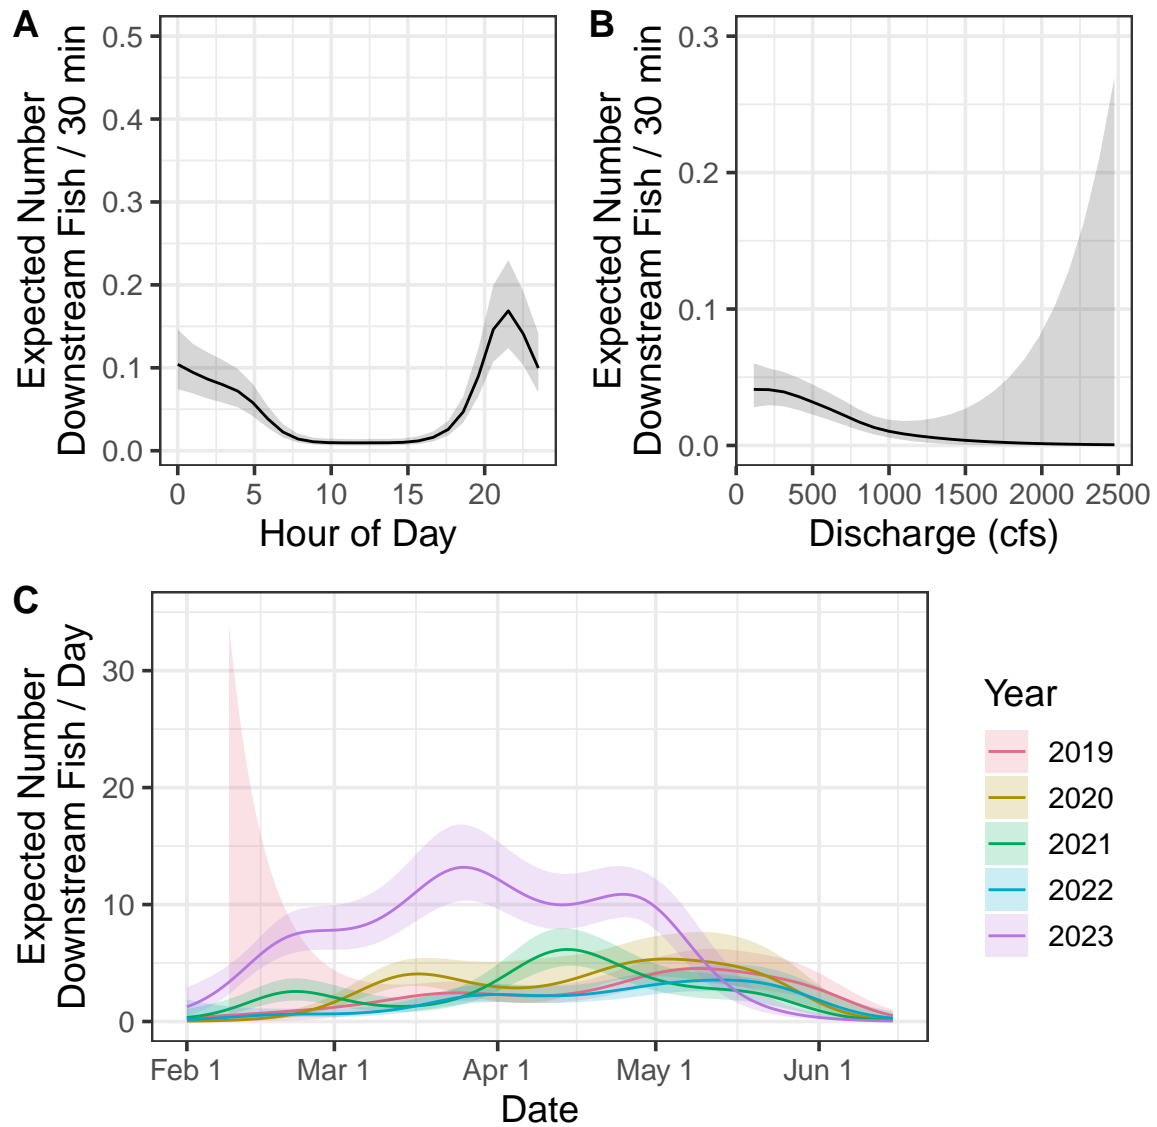 A
Expected Number
Downstream Fish / 30 min
0.5
0.4
0.3
0.2
0.1
0.0
0 5 10 15 20
Hour of Day
B
Expected Number
Downstream Fish / 30 min
0.3
0.2
0.1
0.0
0 500 1000 1500 2000 2500
Discharge (cfs)
C
Expected Number
Downstream Fish / Day
30
20
10
0
Feb 1 Mar 1 Apr 1 May 1 Jun 1
Date
Year
2019
2020
2021
2022
2023